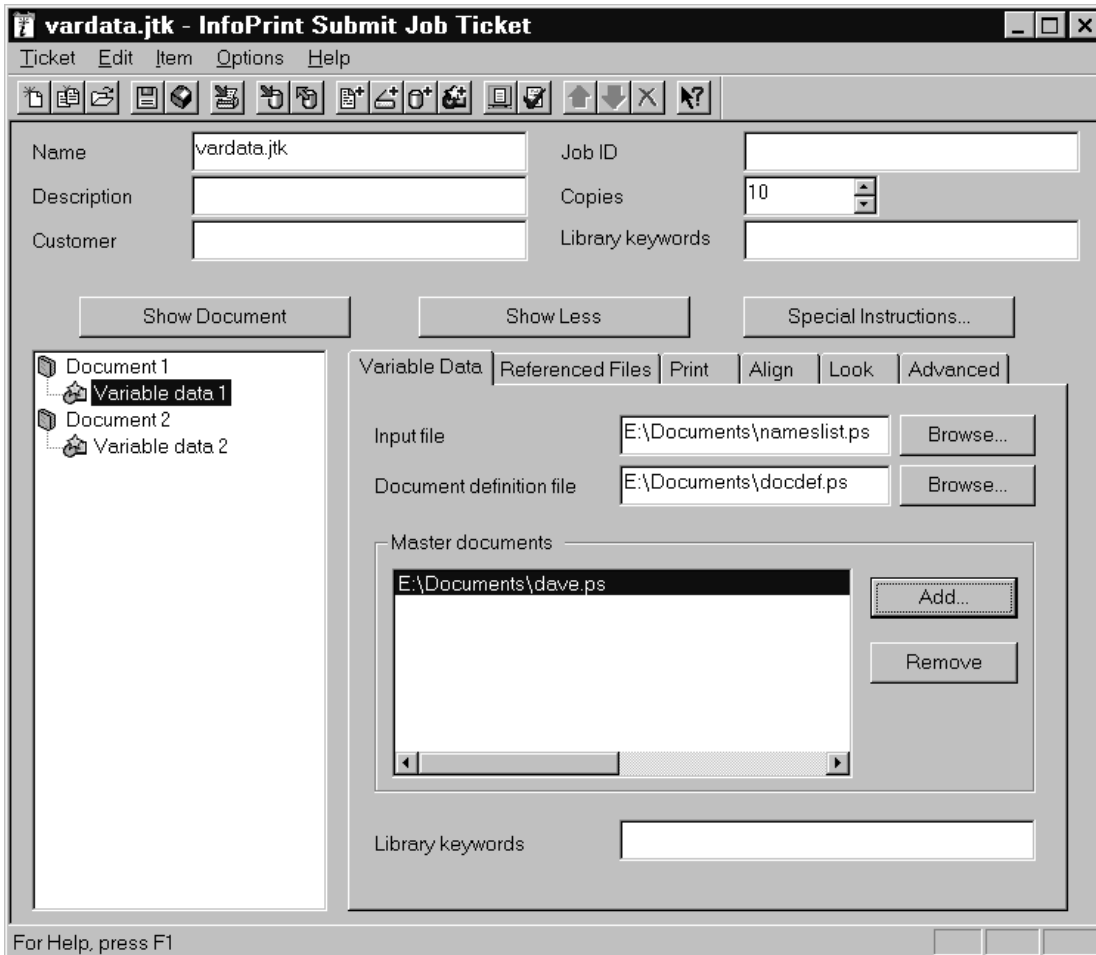 vardata.jtk - InfoPrint Submit Job Ticket
Ticket Edit Item Options Help
Name vardata.jtk Job ID
Description Copies 10
Customer Library keywords
Show Document Show Less Special Instructions...
Document 1
Variable data 1
Document 2
Variable data 2
Variable Data Referenced Files Print Align Look Advanced
Input file E:\Documents\nameslist.ps Browse...
Document definition file E:\Documents\docdef.ps Browse...
Master documents
E:\Documents\dave.ps
Add...
Remove
Library keywords
For Help, press F1